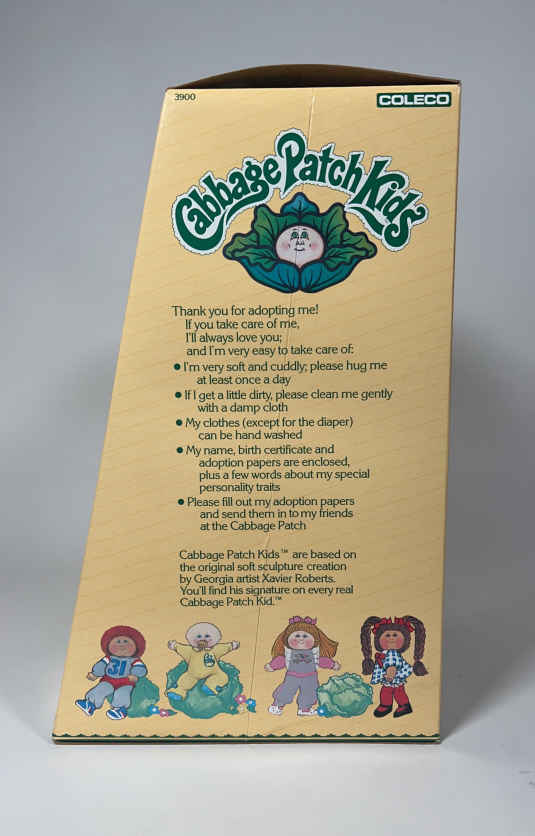 3900
COLECO
Cabbage Patch Kids
Thank you for adopting me!
If you take care of me,
I'll always love you;
and I'm very easy to take care of:
• I'm very soft and cuddly; please hug me
at least once a day
• If I get a little dirty, please clean me gently
with a damp cloth
• My clothes (except for the diaper)
can be hand washed
• My name, birth certificate and
adoption papers are enclosed,
plus a few words about my special
personality traits
• Please fill out my adoption papers
and send them in to my friends
at the Cabbage Patch
Cabbage Patch Kids™ are based on
the original soft sculpture creation
by Georgia artist Xavier Roberts.
You'll find his signature on every real
Cabbage Patch Kid.™
31